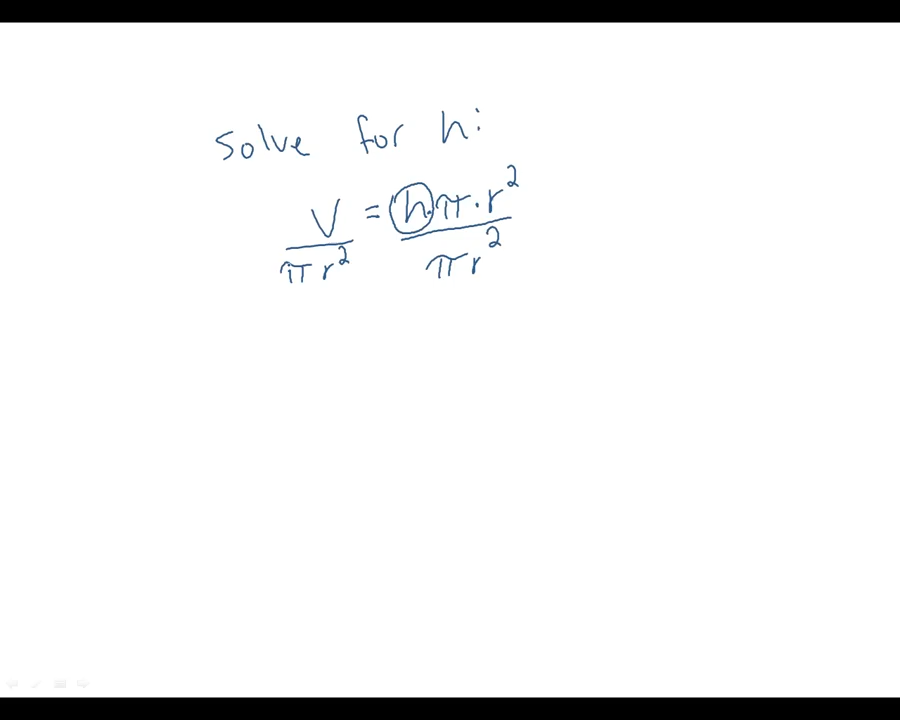 Solve for h:
V = h·π·r²
πr² πr²